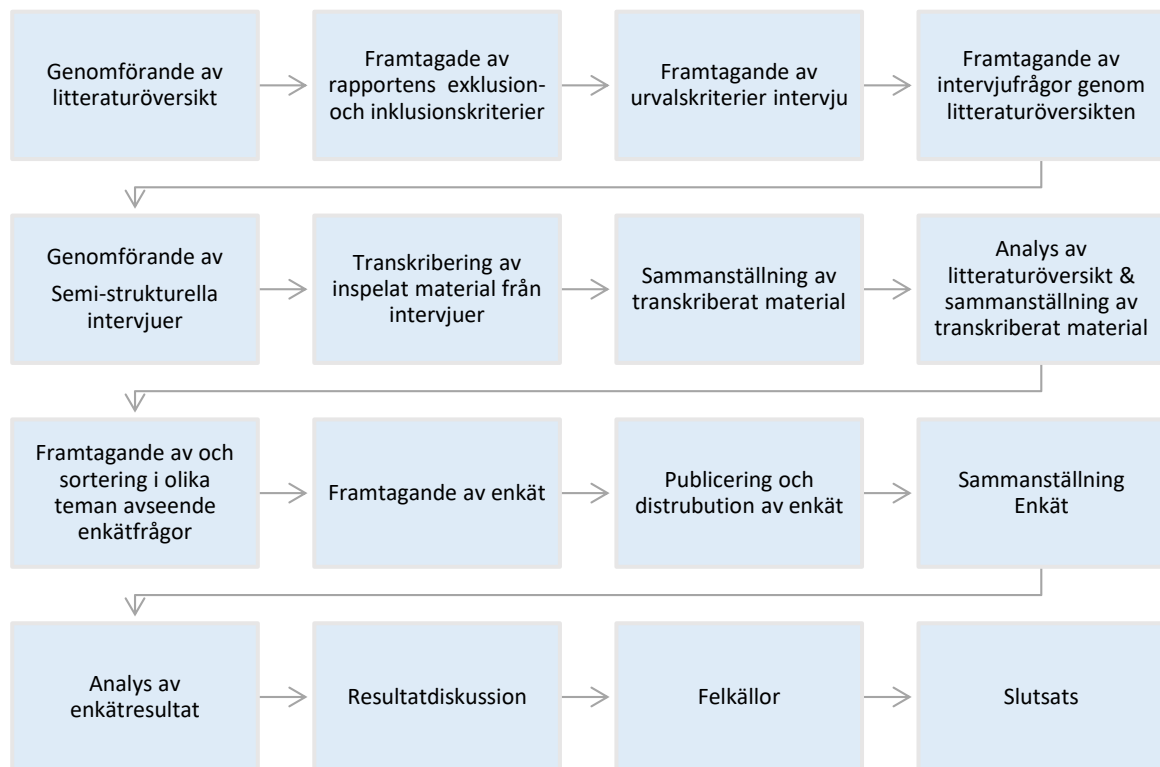 Genomförande av
litteraturöversikt
Framtagade av
rapportens exklusion-
och inklusionskriterier
Framtagande av
urvalskriterier intervju
Framtagande av
intervjufrågor genom
litteraturöversikten
Genomförande av
Semi-strukturella
intervjuer
Transkribering av
inspelat material från
intervjuer
Sammanställning av
transkriberat material
Analys av
litteraturöversikt &
sammanställning av
transkriberat material
Framtagande av och
sortering i olika
teman avseende
enkätfrågor
Framtagande av enkät
Publicering och
distrubution av enkät
Sammanställning
Enkät
Analys av
enkätresultat
Resultatdiskussion
Felkällor
Slutsats